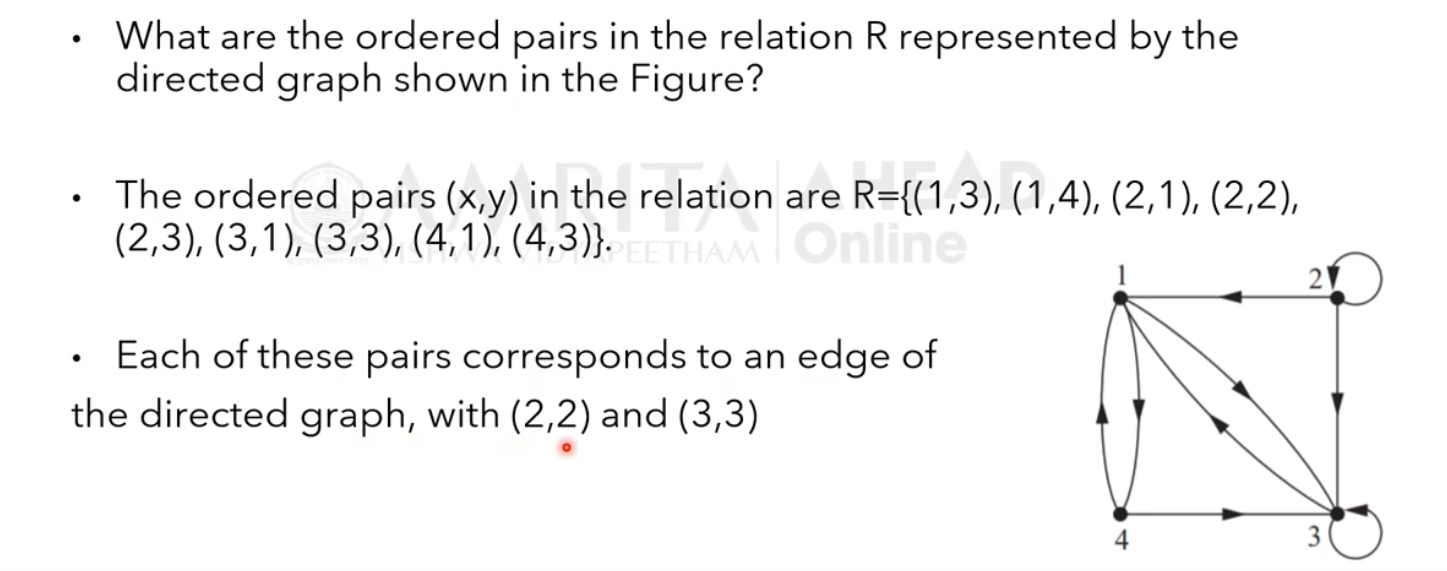 • What are the ordered pairs in the relation R represented by the
directed graph shown in the Figure?
• The ordered pairs (x,y) in the relation are R={(1,3), (1,4), (2,1), (2,2),
(2,3), (3,1), (3,3), (4,1), (4,3)}.
AMRITA AHEAD
PEETHAM Online
• Each of these pairs corresponds to an edge of
the directed graph, with (2,2) and (3,3)
1 2
4 3